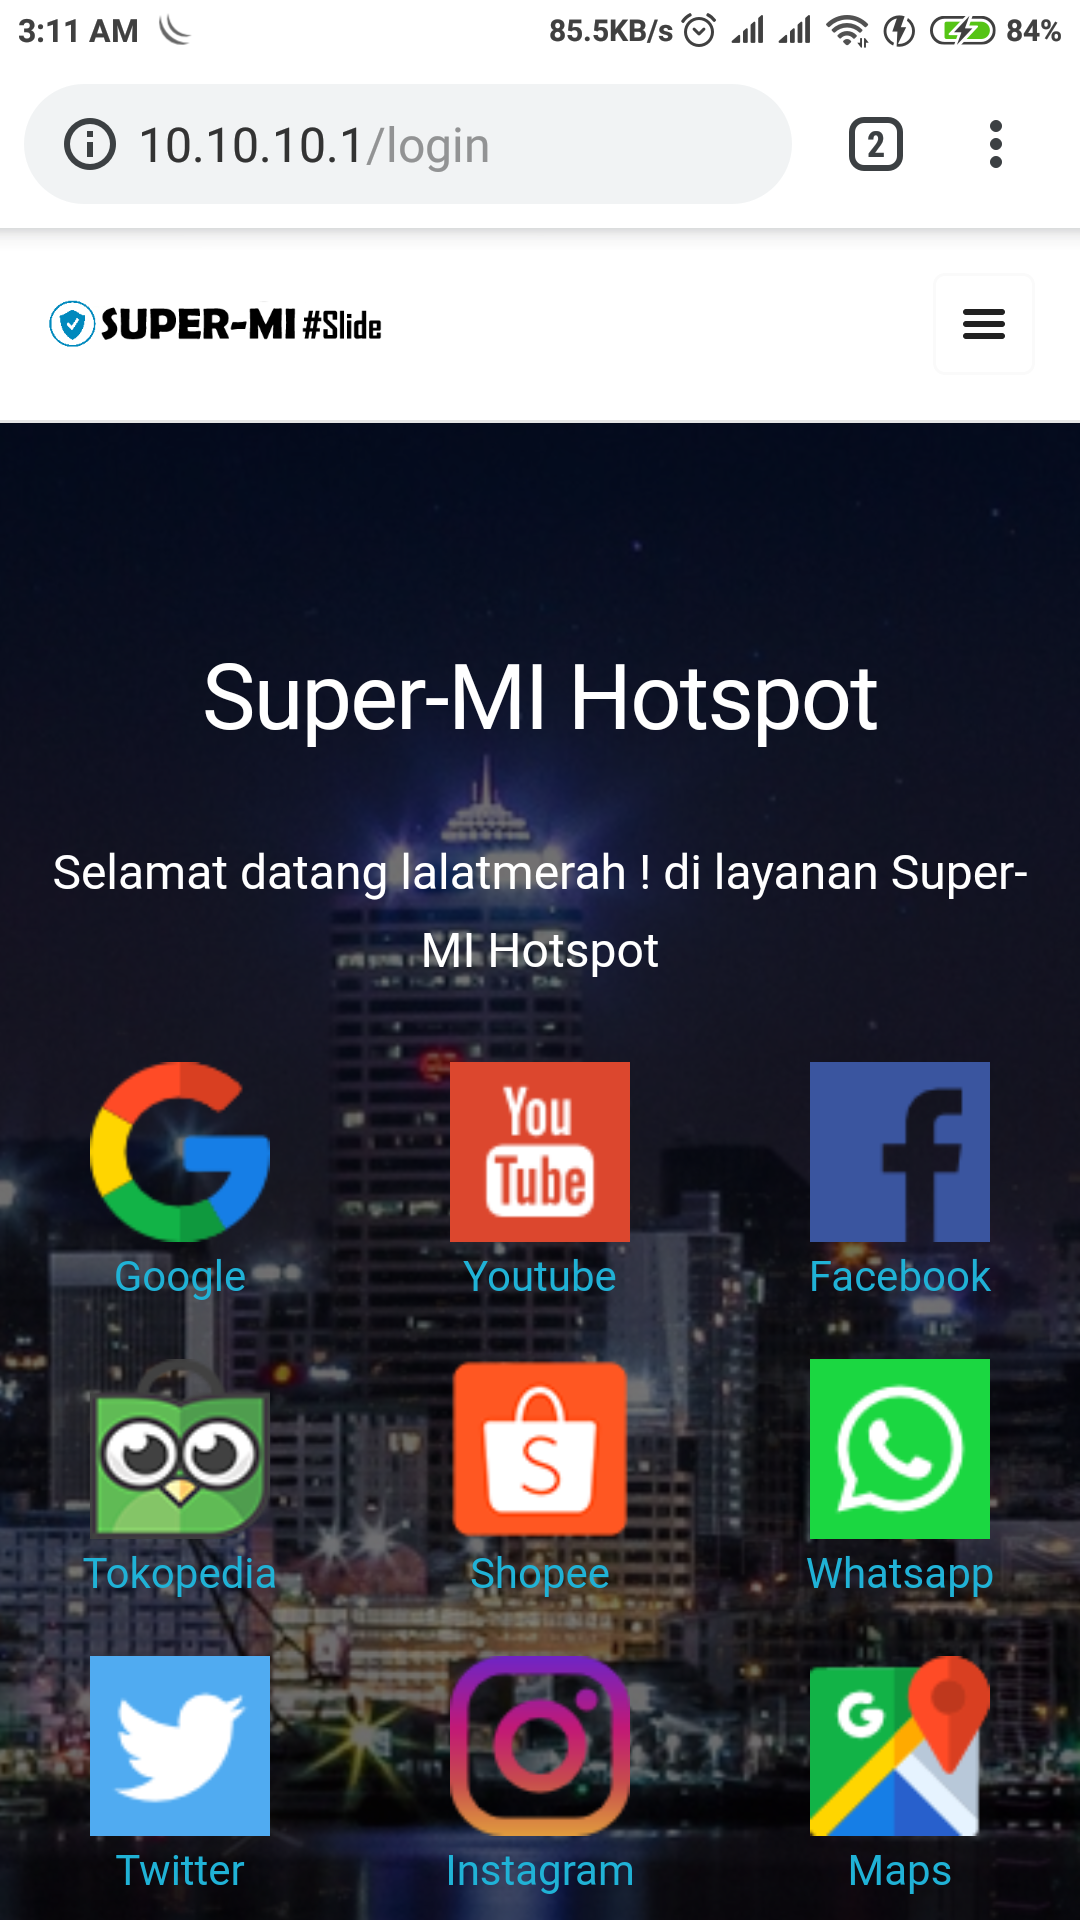 3:11 AM 85.5KB/s 84%
10.10.10.1/login 2
SUPER-MI #Slide
Super-MI Hotspot
Selamat datang lalatmerah ! di layanan Super-
MI Hotspot
You
Tube
Google Youtube Facebook
S
Tokopedia Shopee Whatsapp
G
Twitter Instagram Maps